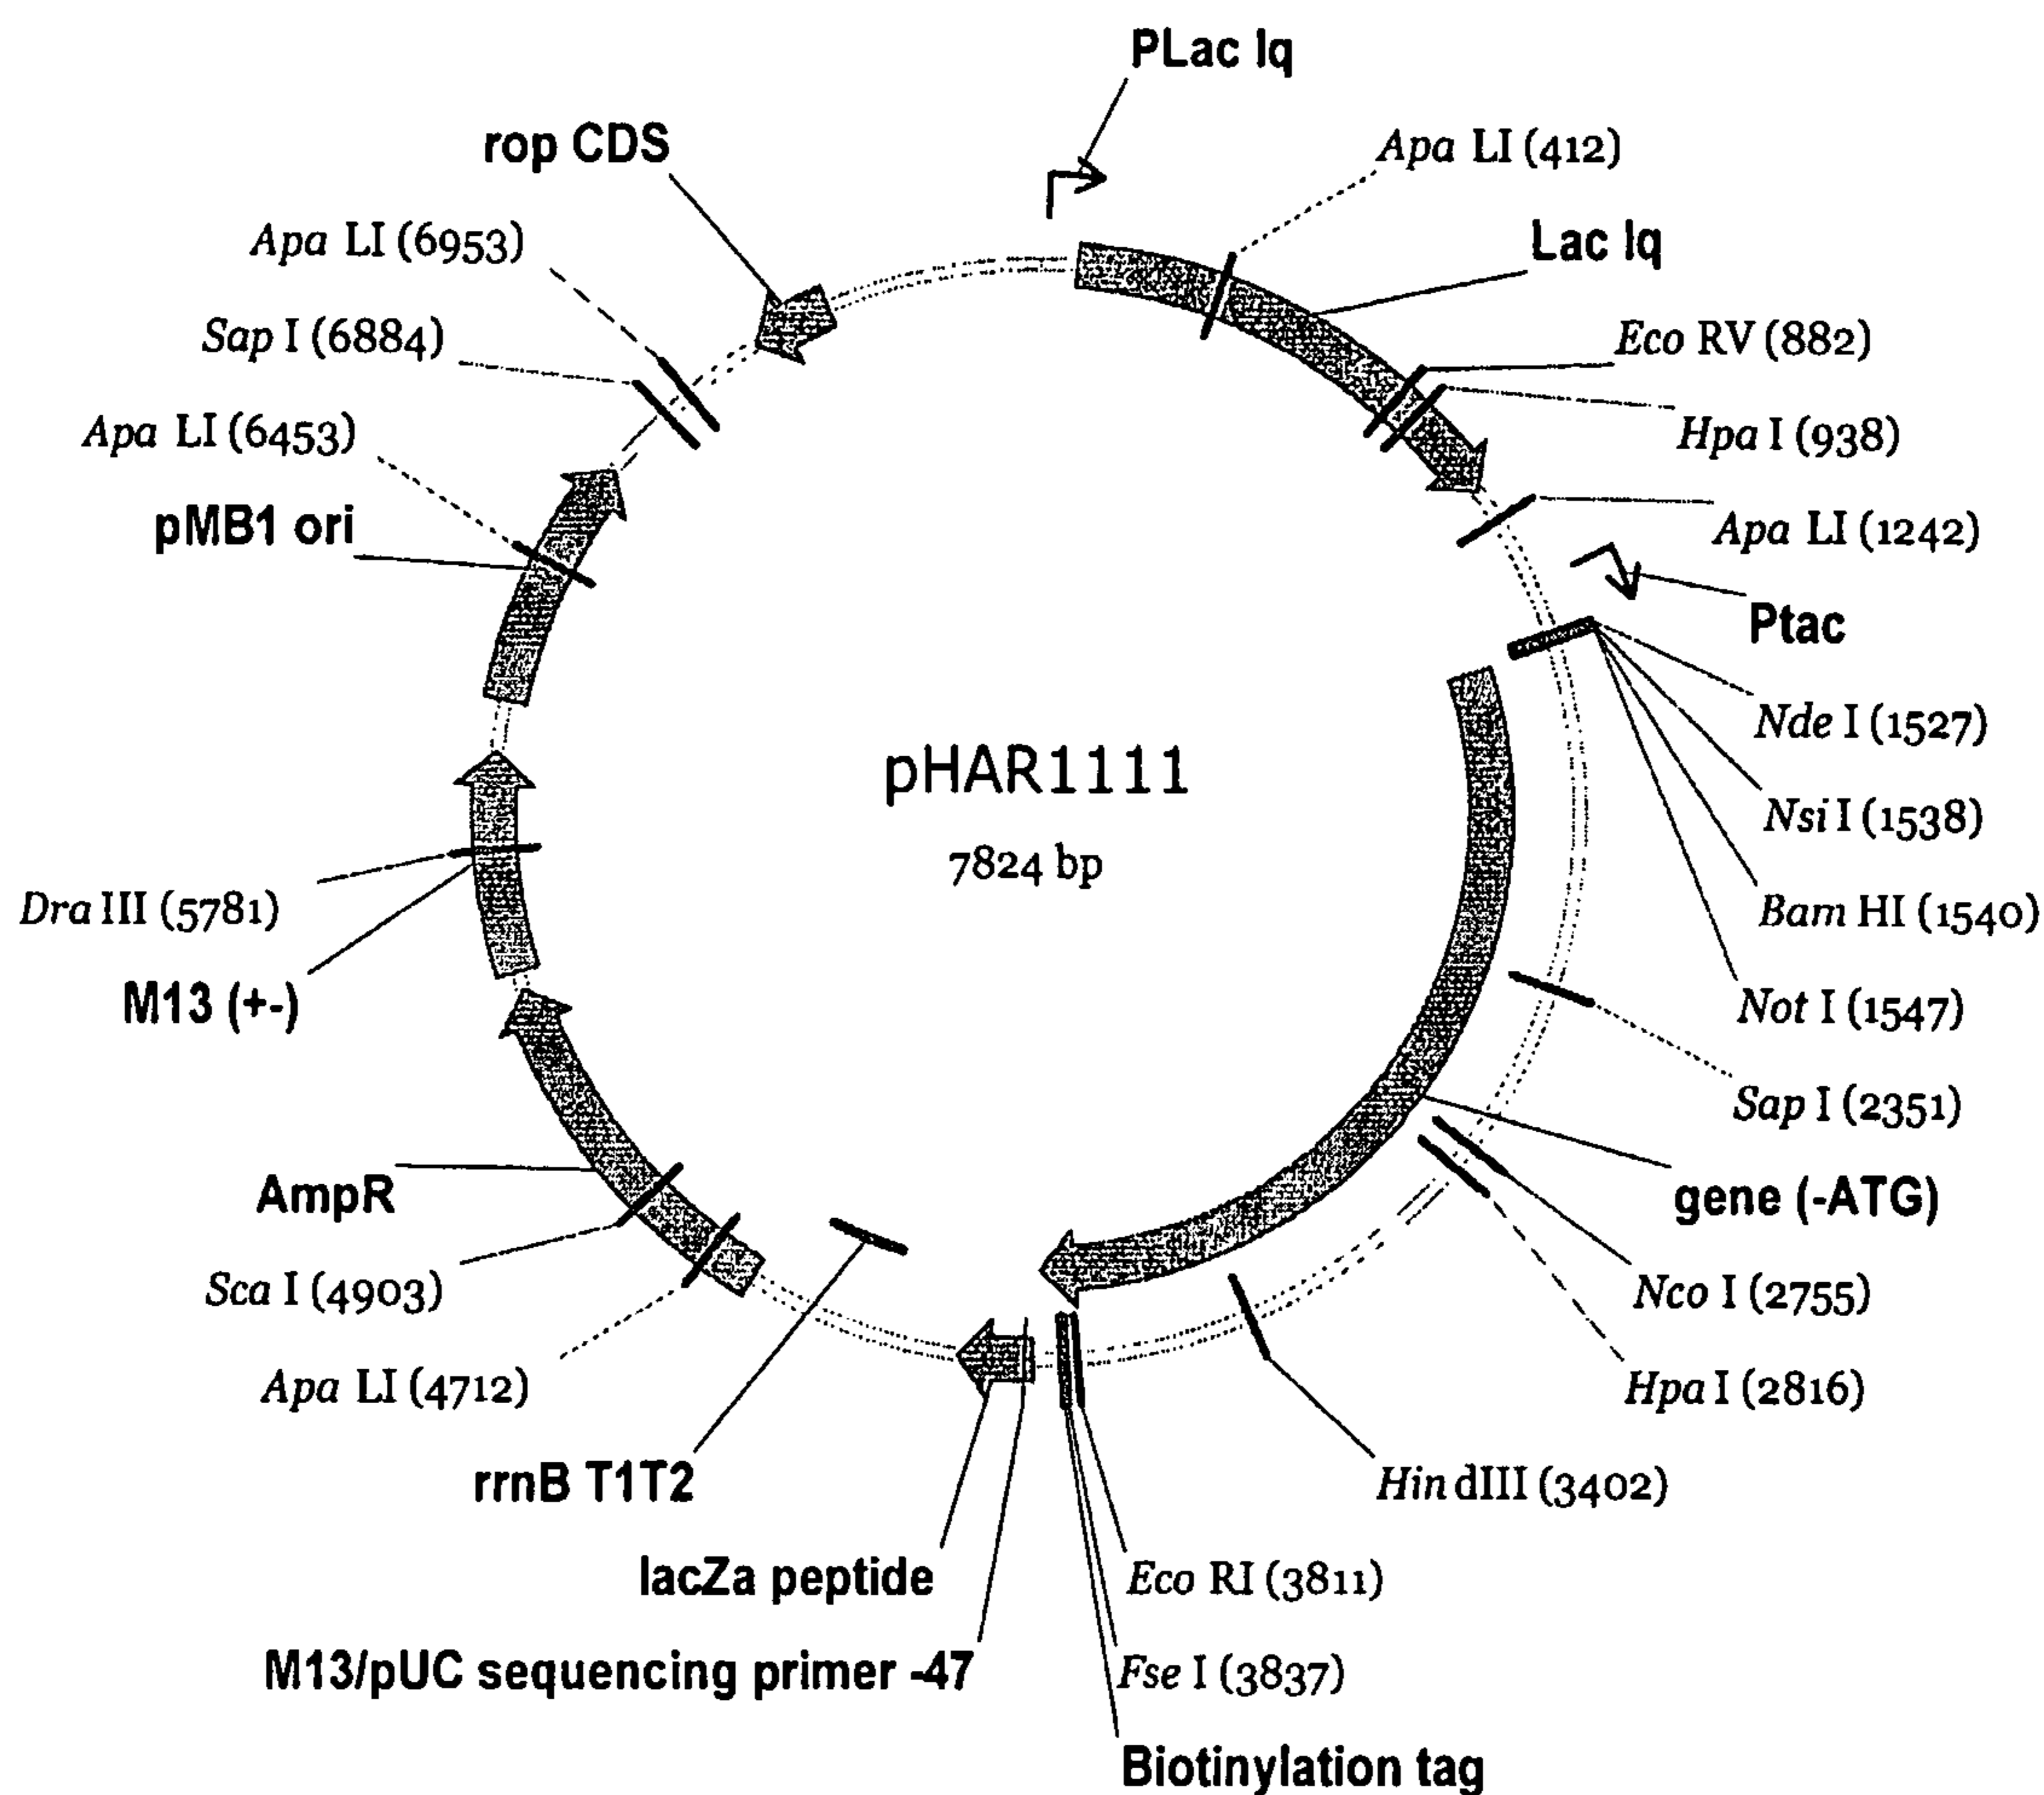 PLac Iq
rop CDS
Apa LI (412)
Apa LI (6953)
Lac Iq
Sap I (6884)
Eco RV (882)
Apa LI (6453)
Hpa I (938)
pMB1 ori
Apa LI (1242)
Ptac
Nde I (1527)
pHAR1111
Nsi I (1538)
7824 bp
Dra III (5781)
Bam HI (1540)
M13 (+-)
Not I (1547)
Sap I (2351)
AmpR
gene (-ATG)
Sca I (4903)
Nco I (2755)
Apa LI (4712)
Hpa I (2816)
rrnB T1T2
Hin dIII (3402)
lacZa peptide
Eco RI (3811)
M13/pUC sequencing primer -47
Fse I (3837)
Biotinylation tag